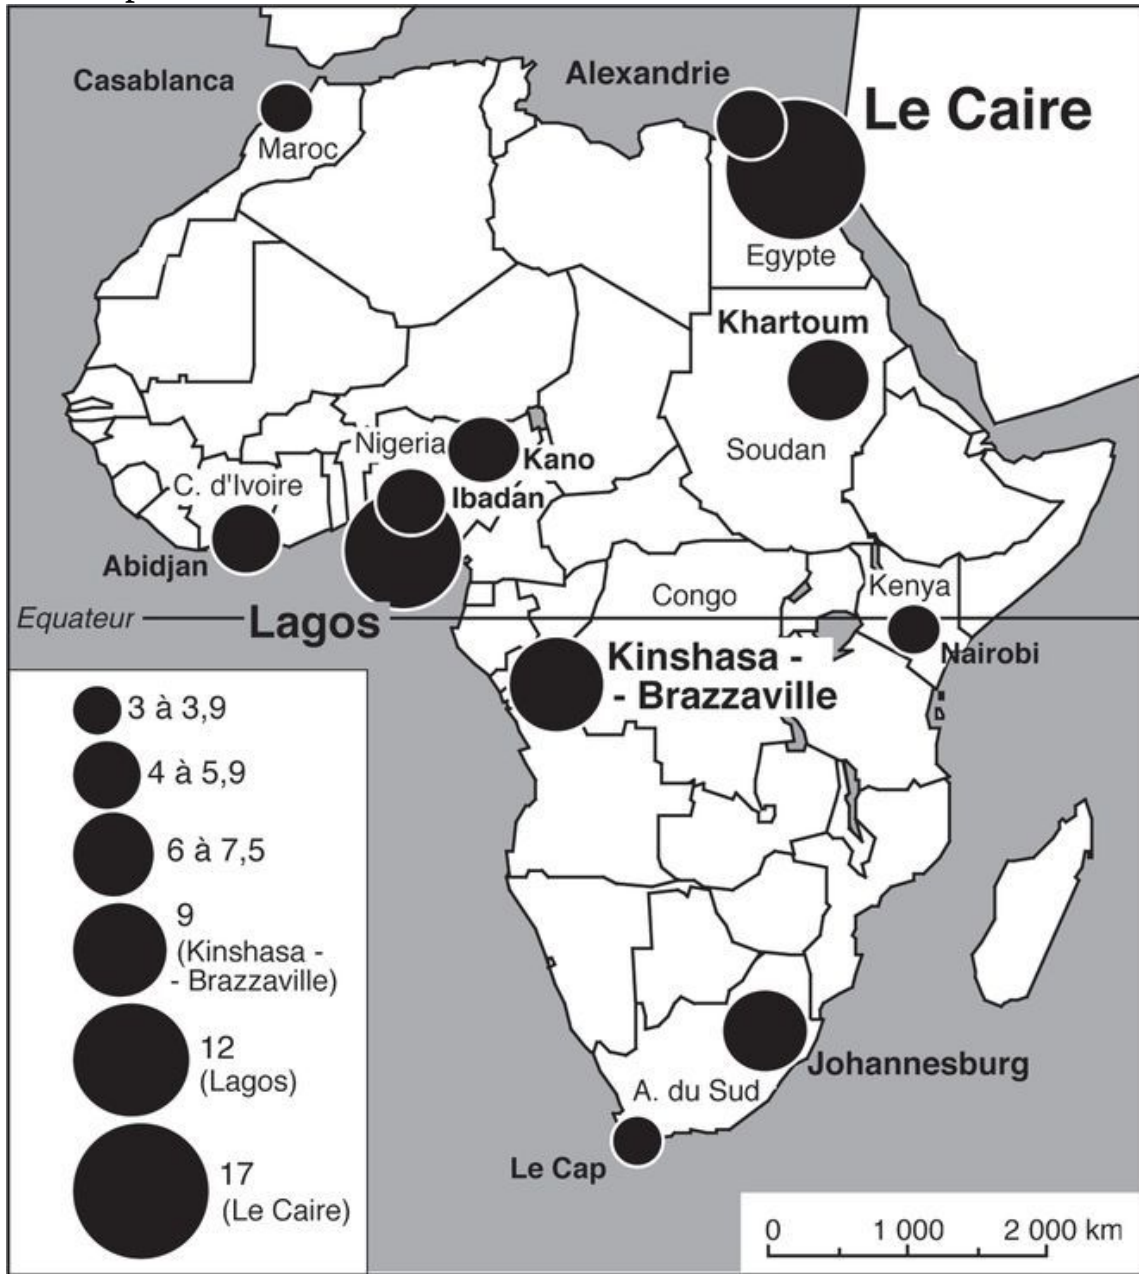 Casablanca
Maroc
Alexandrie
Le Caire
Egypte
Khartoum
Soudan
Nigeria
Kano
Ibadan
C. d'Ivoire
Abidjan
Lagos
Equateur
Congo
Kenya
Nairobi
Kinshasa -
- Brazzaville
Johannesburg
A. du Sud
Le Cap
3 à 3,9
4 à 5,9
6 à 7,5
9
(Kinshasa -
- Brazzaville)
12
(Lagos)
17
(Le Caire)
0 1 000 2 000 km